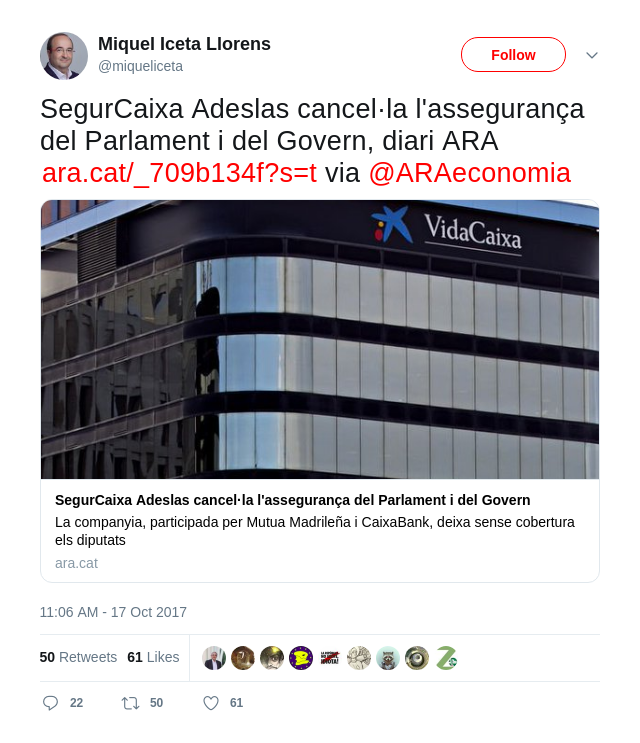 Miquel Iceta Llorens
@miqueliceta
Follow
SegurCaixa Adeslas cancel·la l'assegurança
del Parlament i del Govern, diari ARA
ara.cat/_709b134f?s=t via @ARAeconomia
VidaCaixa
SegurCaixa Adeslas cancel·la l'assegurança del Parlament i del Govern
La companyia, participada per Mutua Madrileña i CaixaBank, deixa sense cobertura
els diputats
ara.cat
11:06 AM - 17 Oct 2017
50 Retweets 61 Likes
22 50 61